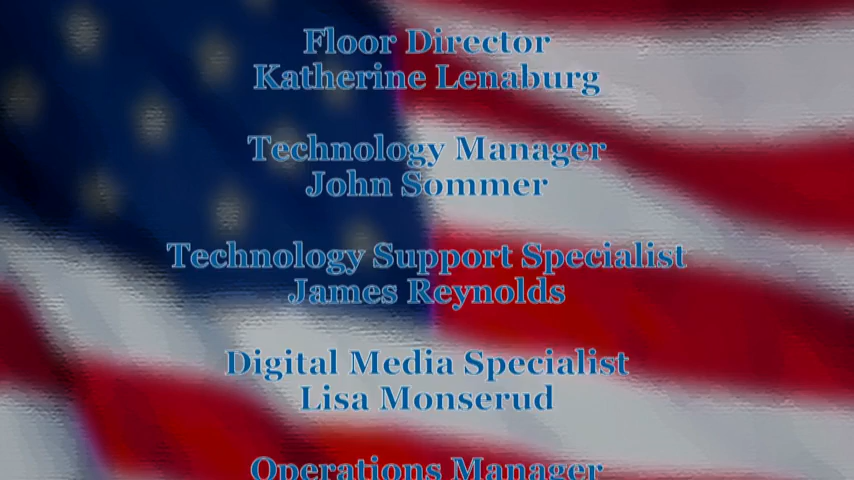 Floor Director
Katherine Lenaburg
Technology Manager
John Sommer
Technology Support Specialist
James Reynolds
Digital Media Specialist
Lisa Monserud
Operations Manager